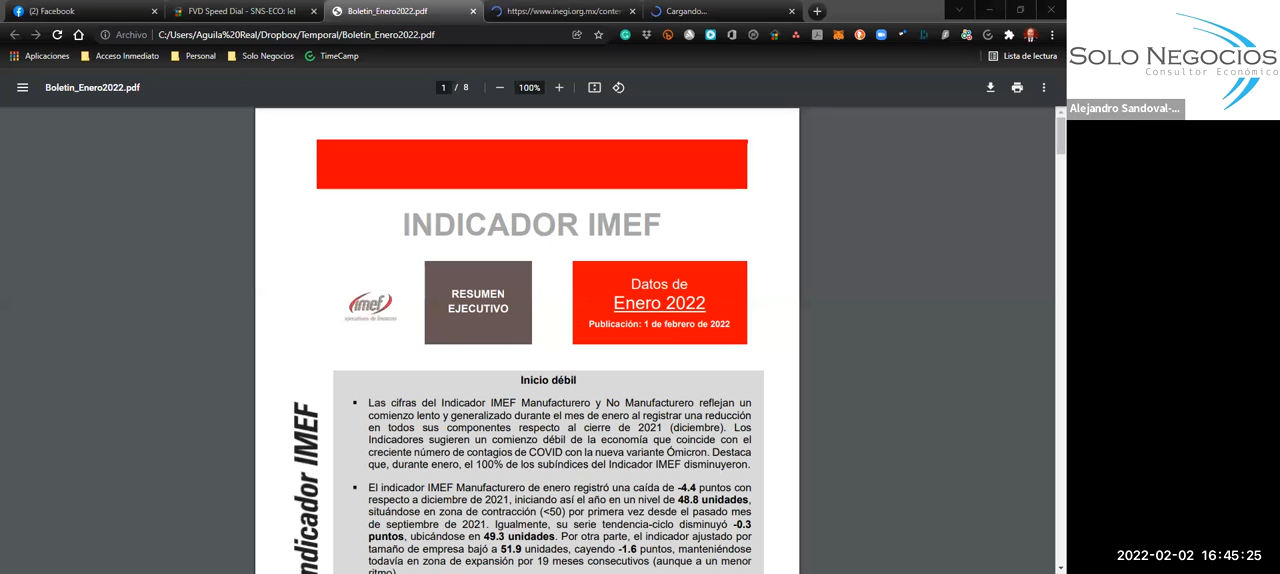 (2) Facebook
FVD Speed Dial - SNS-ECO: lel
Boletin_Enero2022.pdf
https://www.inegi.org.mx/conte
Cargando...
Archivo
C:/Users/Aguila%20Real/Dropbox/Temporal/Boletin_Enero2022.pdf
Aplicaciones
Acceso Inmediato
Personal
Solo Negocios
TimeCamp
Lista de lectura
Boletin_Enero2022.pdf
1 / 8
100%
SOLO NEGOCIOS
Consultor Económico
Alejandro Sandoval-...
INDICADOR IMEF
imef
RESUMEN
EJECUTIVO
Datos de
Enero 2022
Publicación: 1 de febrero de 2022
Indicador IMEF
Inicio débil
Las cifras del Indicador IMEF Manufacturero y No Manufacturero reflejan un
comienzo lento y generalizado durante el mes de enero al registrar una reducción
en todos sus componentes respecto al cierre de 2021 (diciembre). Los
Indicadores sugieren un comienzo débil de la economía que coincide con el
creciente número de contagios de COVID con la nueva variante Ómicron. Destaca
que, durante enero, el 100% de los subíndices del Indicador IMEF disminuyeron.
El indicador IMEF Manufacturero de enero registró una caída de -4.4 puntos con
respecto a diciembre de 2021, iniciando así el año en un nivel de 48.8 unidades,
situándose en zona de contracción (<50) por primera vez desde el pasado mes
de septiembre de 2021. Igualmente, su serie tendencia-ciclo disminuyó -0.3
puntos, ubicándose en 49.3 unidades. Por otra parte, el indicador ajustado por
tamaño de empresa bajó a 51.9 unidades, cayendo -1.6 puntos, manteniéndose
todavía en zona de expansión por 19 meses consecutivos (aunque a un menor
ritmo)
2022-02-02 16:45:25